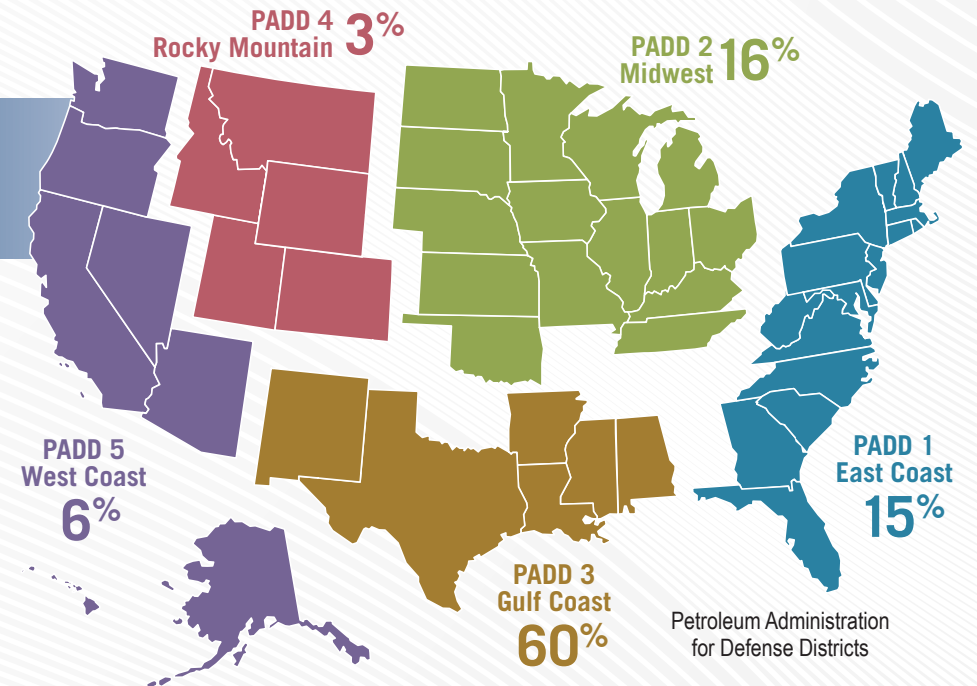 PADD 4
Rocky Mountain
3%
PADD 2
Midwest
16%
PADD 5
West Coast
6%
PADD 1
East Coast
15%
PADD 3
Gulf Coast
60%
Petroleum Administration
for Defense Districts